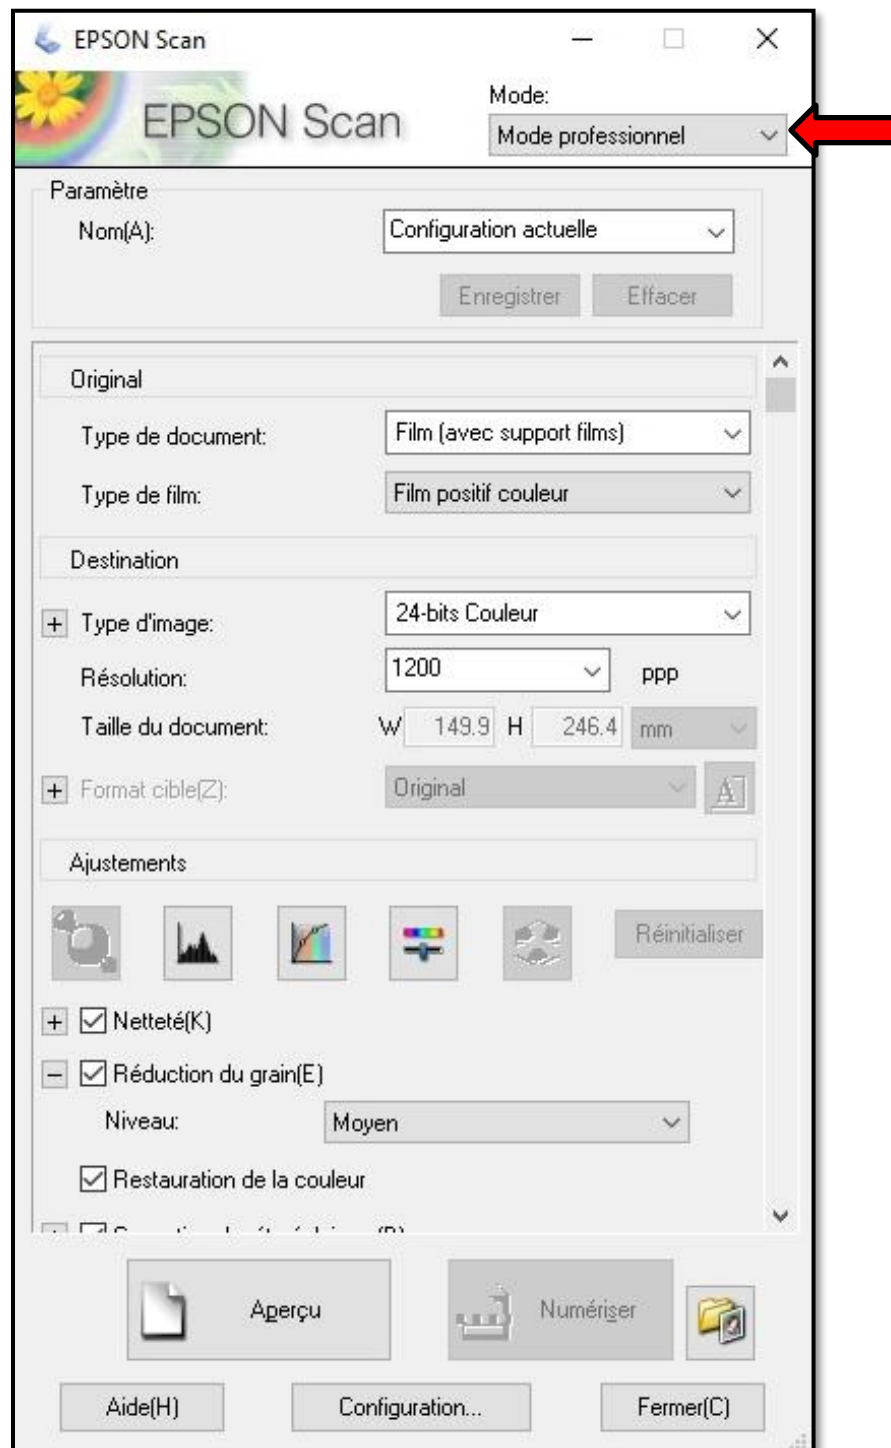 EPSON Scan
EPSON Scan
Mode:
Mode professionnel
Paramètre
Nom(A):
Configuration actuelle
Enregistrer
Effacer
Original
Type de document:
Film (avec support films)
Type de film:
Film positif couleur
Destination
Type d'image:
24-bits Couleur
Résolution:
1200
ppp
Taille du document:
W 149.9 H 246.4 mm
Format cible(Z):
Original
A
Ajustements
Réinitialiser
Netteté(K)
Réduction du grain(E)
Niveau:
Moyen
Restauration de la couleur
Aperçu
Numériser
Aide(H)
Configuration...
Fermer(C)